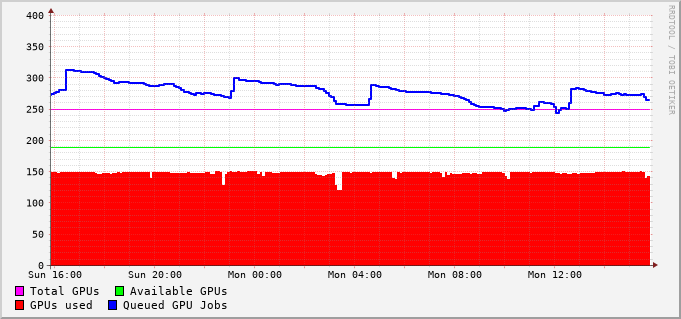 400
350
300
250
200
150
100
50
0
Sun 16:00 Sun 20:00 Mon 00:00 Mon 04:00 Mon 08:00 Mon 12:00
Total GPUs Available GPUs
GPUs used Queued GPU Jobs
RRDTOOL / TOBI OETIKER